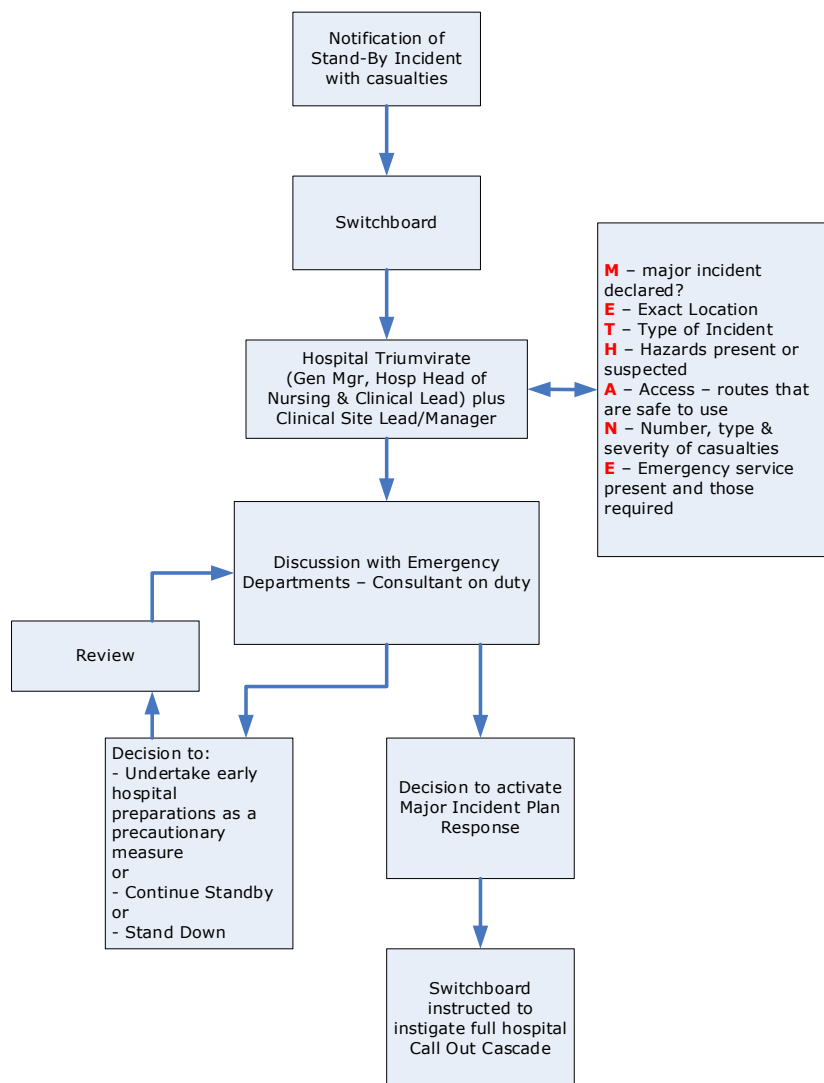 Notification of
Stand-By Incident
with casualties
Switchboard
Hospital Triumvirate
(Gen Mgr, Hosp Head of
Nursing & Clinical Lead) plus
Clinical Site Lead/Manager
M – major incident
declared?
E – Exact Location
T – Type of Incident
H – Hazards present or
suspected
A – Access – routes that
are safe to use
N – Number, type &
severity of casualties
E – Emergency service
present and those
required
Discussion with Emergency
Departments – Consultant on duty
Review
Decision to:
- Undertake early
hospital
preparations as a
precautionary
measure
or
- Continue Standby
or
- Stand Down
Decision to activate
Major Incident Plan
Response
Switchboard
instructed to
instigate full hospital
Call Out Cascade